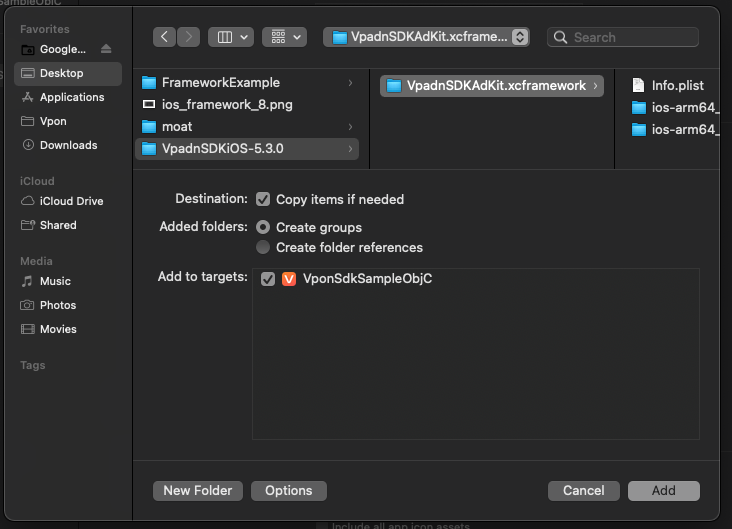 Favorites
Google...
Desktop
Applications
Vpon
Downloads
iCloud
iCloud Drive
Shared
Media
Music
Photos
Movies
Tags
VpadnSDKAdKit.xcframe...
Search
FrameworkExample
ios_framework_8.png
moat
VpadnSDKiOS-5.3.0
VpadnSDKAdKit.xcframework
Info.plist
ios-arm64_
ios-arm64_
Destination: Copy items if needed
Added folders: Create groups
Create folder references
Add to targets: VponSdkSampleObjC
New Folder
Options
Cancel
Add
Include all app icon assets